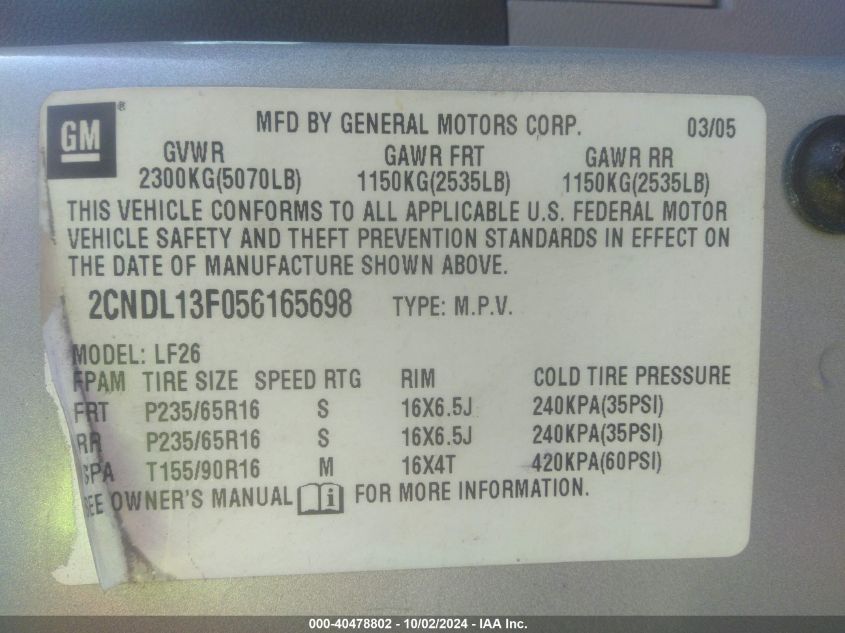 GM ®
MFD BY GENERAL MOTORS CORP. 03/05
GVWR GAWR FRT GAWR RR
2300KG(5070LB) 1150KG(2535LB) 1150KG(2535LB)
THIS VEHICLE CONFORMS TO ALL APPLICABLE U.S. FEDERAL MOTOR
VEHICLE SAFETY AND THEFT PREVENTION STANDARDS IN EFFECT ON
THE DATE OF MANUFACTURE SHOWN ABOVE.
2CNDL13F056165698 TYPE: M.P.V.
MODEL: LF26
FPAM TIRE SIZE SPEED RTG RIM COLD TIRE PRESSURE
FRT P235/65R16 S 16X6.5J 240KPA(35PSI)
RR P235/65R16 S 16X6.5J 240KPA(35PSI)
SPA T155/90R16 M 16X4T 420KPA(60PSI)
SEE OWNER'S MANUAL i FOR MORE INFORMATION.
000-40478802 - 10/02/2024 - IAA Inc.